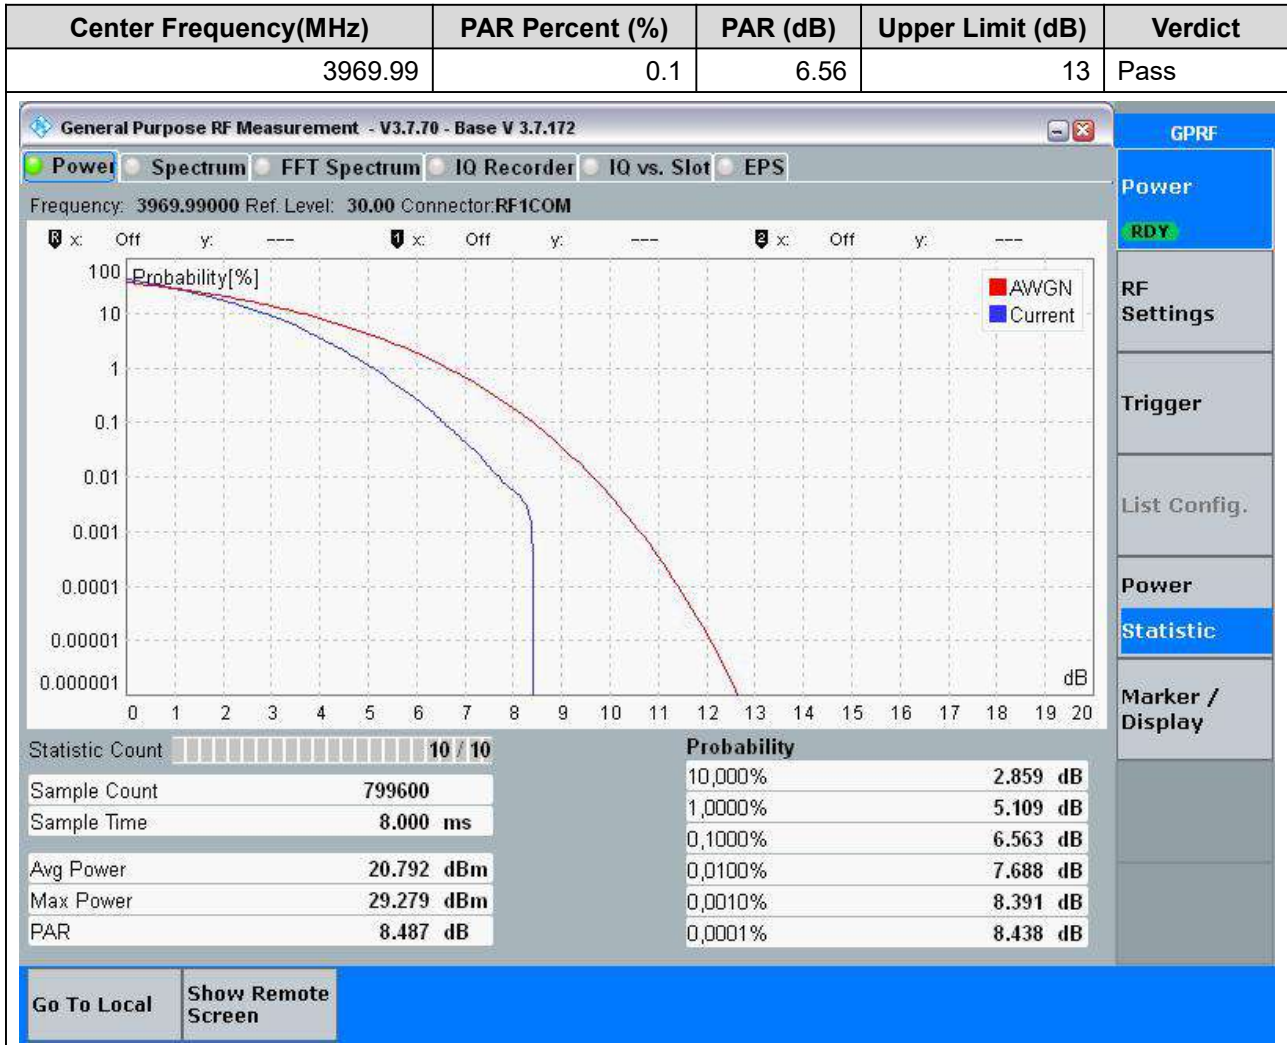 Center Frequency(MHz) PAR Percent (%) PAR (dB) Upper Limit (dB) Verdict
3969.99 0.1 6.56 13 Pass
General Purpose RF Measurement - V3.7.70 - Base V 3.7.172
GPRF
Power Spectrum FFT Spectrum IQ Recorder IQ vs. Slot EPS
Power
RDY
Frequency: 3969.99000 Ref. Level: 30.00 Connector:RF1COM
R x: Off y: --- 1 x: Off y: --- 2 x: Off y: ---
Probability[%]
AWGN
Current
100
10
1
0.1
0.01
0.001
0.0001
0.00001
0.000001
dB
0 1 2 3 4 5 6 7 8 9 10 11 12 13 14 15 16 17 18 19 20
RF
Settings
Trigger
List Config.
Power
Statistic
Marker /
Display
Statistic Count 10 / 10
Sample Count 799600
Sample Time 8.000 ms
Avg Power 20.792 dBm
Max Power 29.279 dBm
PAR 8.487 dB
Probability
10,000% 2.859 dB
1,0000% 5.109 dB
0,1000% 6.563 dB
0,0100% 7.688 dB
0,0010% 8.391 dB
0,0001% 8.438 dB
Go To Local
Show Remote
Screen